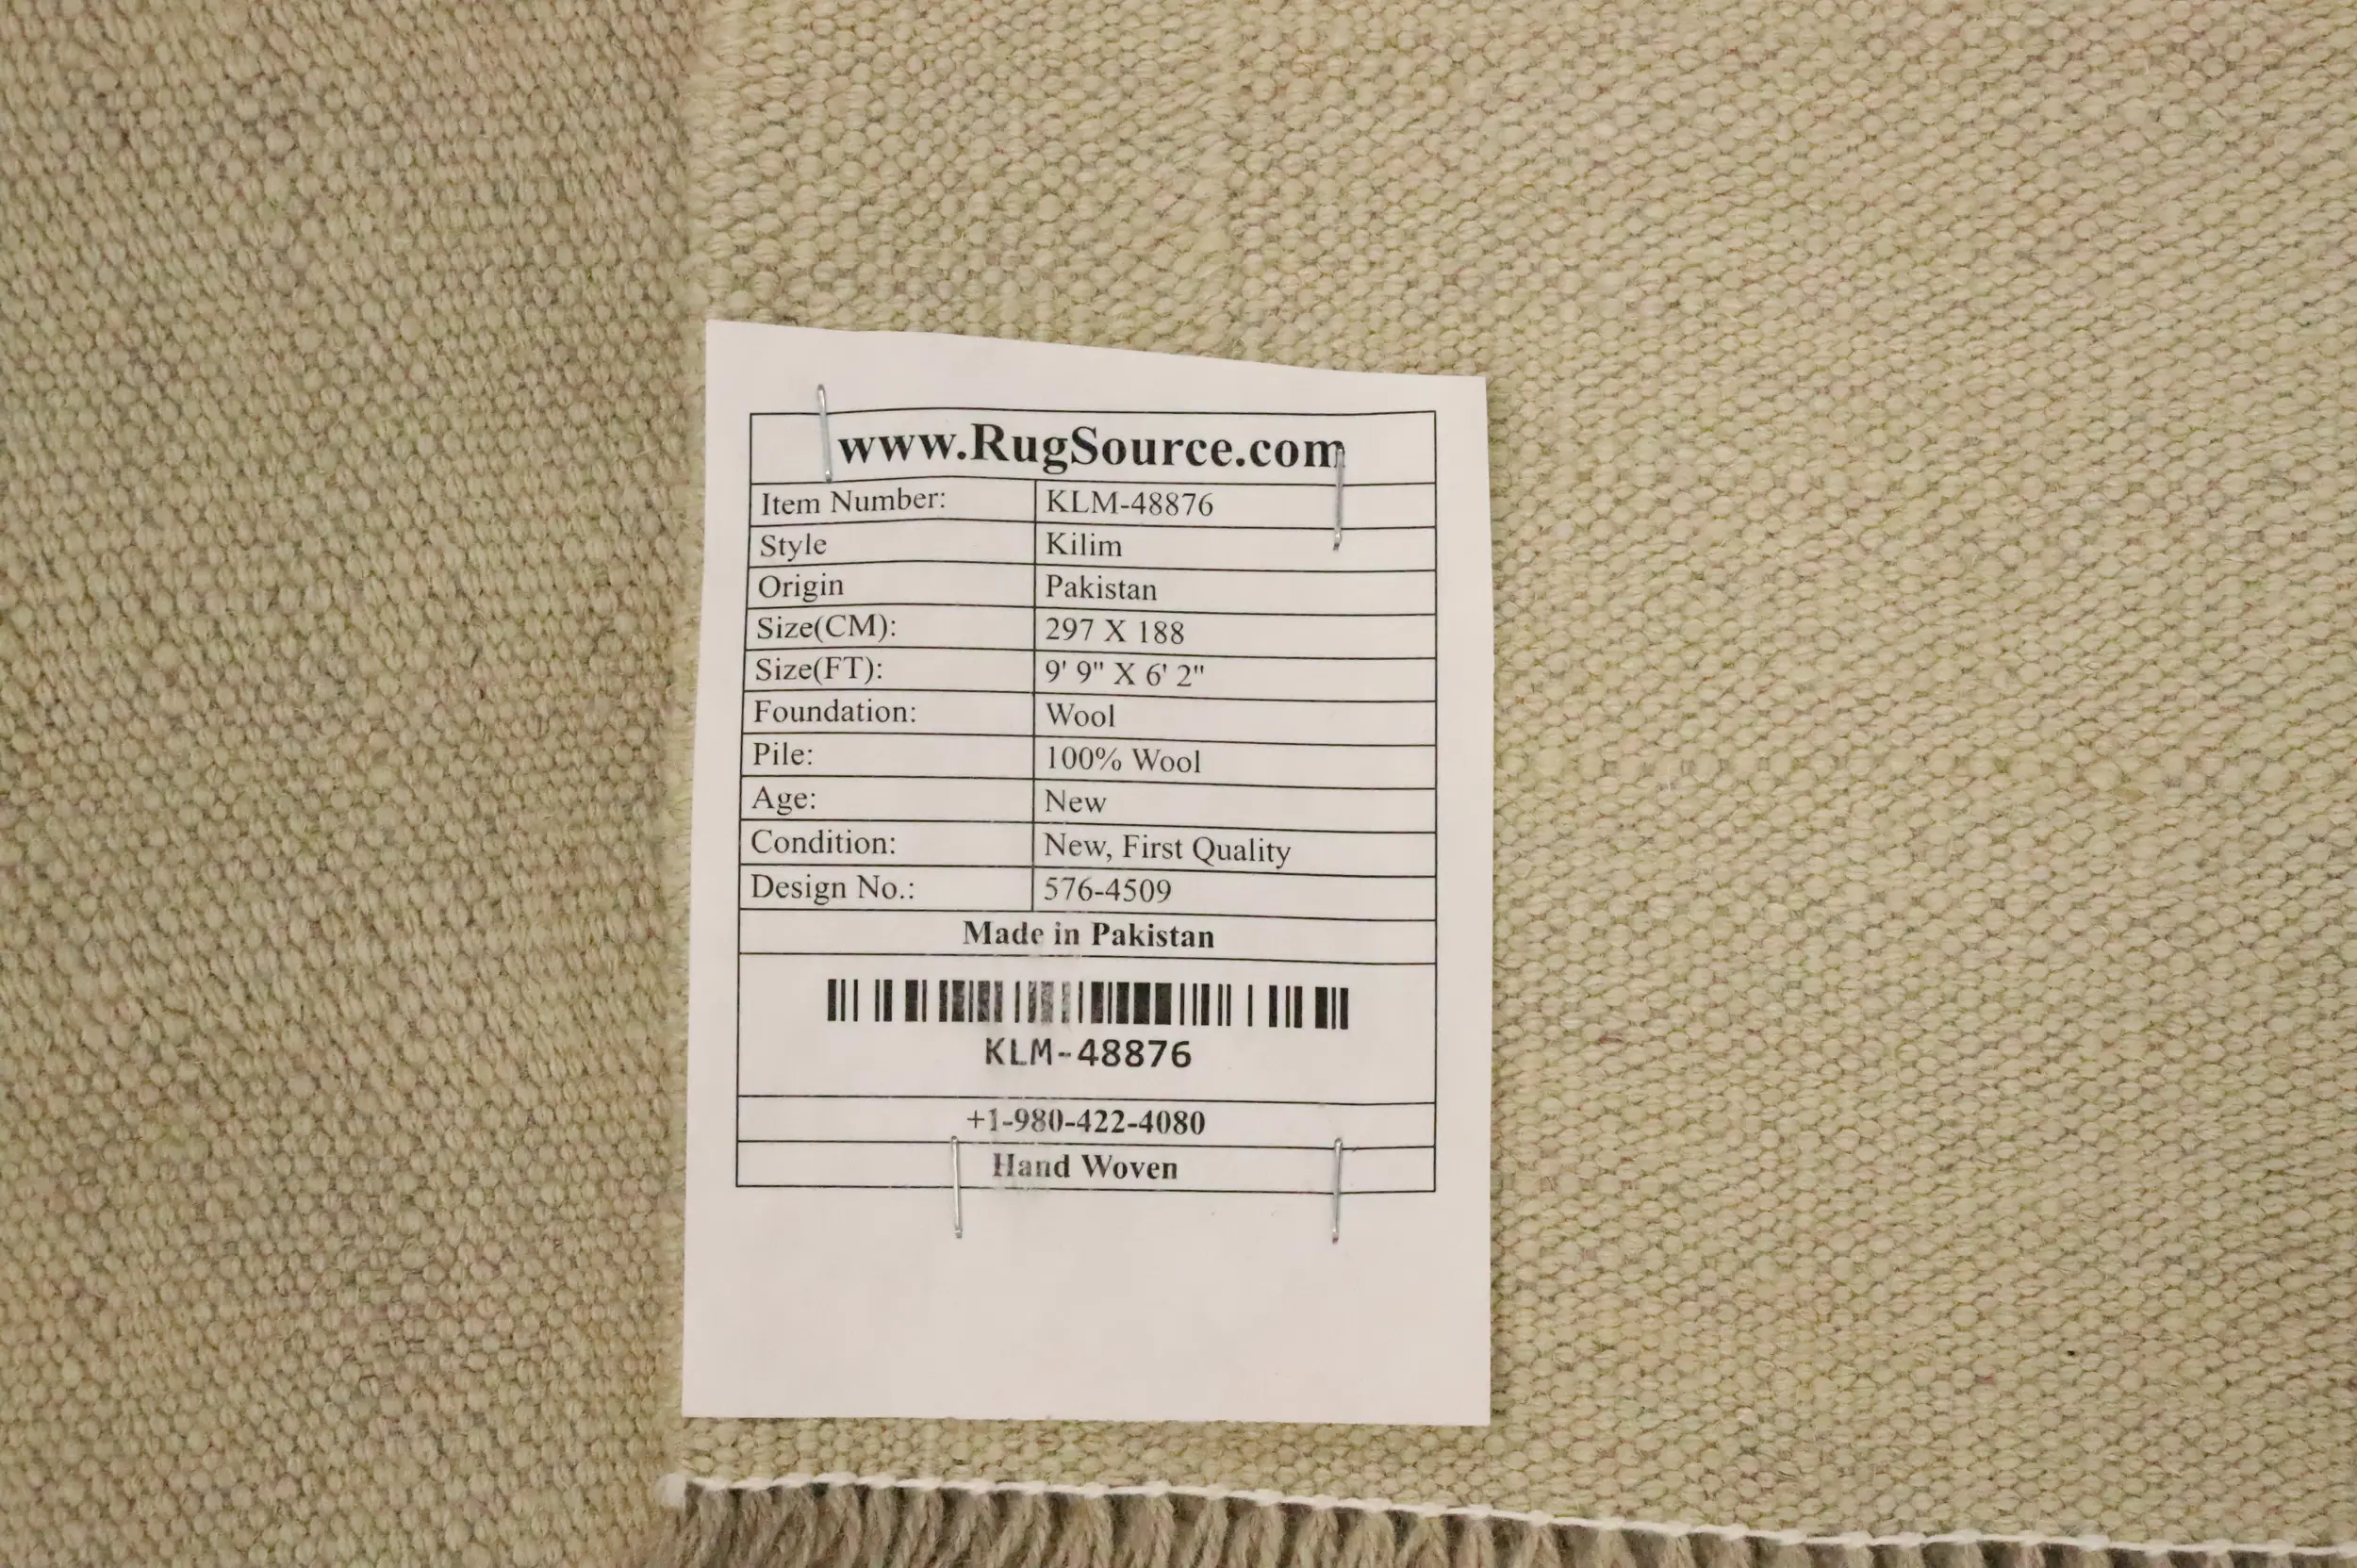 www.RugSource.com
Item Number: KLM-48876
Style Kilim
Origin Pakistan
Size(CM): 297 X 188
Size(FT): 9' 9" X 6' 2"
Foundation: Wool
Pile: 100% Wool
Age: New
Condition: New, First Quality
Design No.: 576-4509
Made in Pakistan
KLM-48876
+1-980-422-4080
Hand Woven